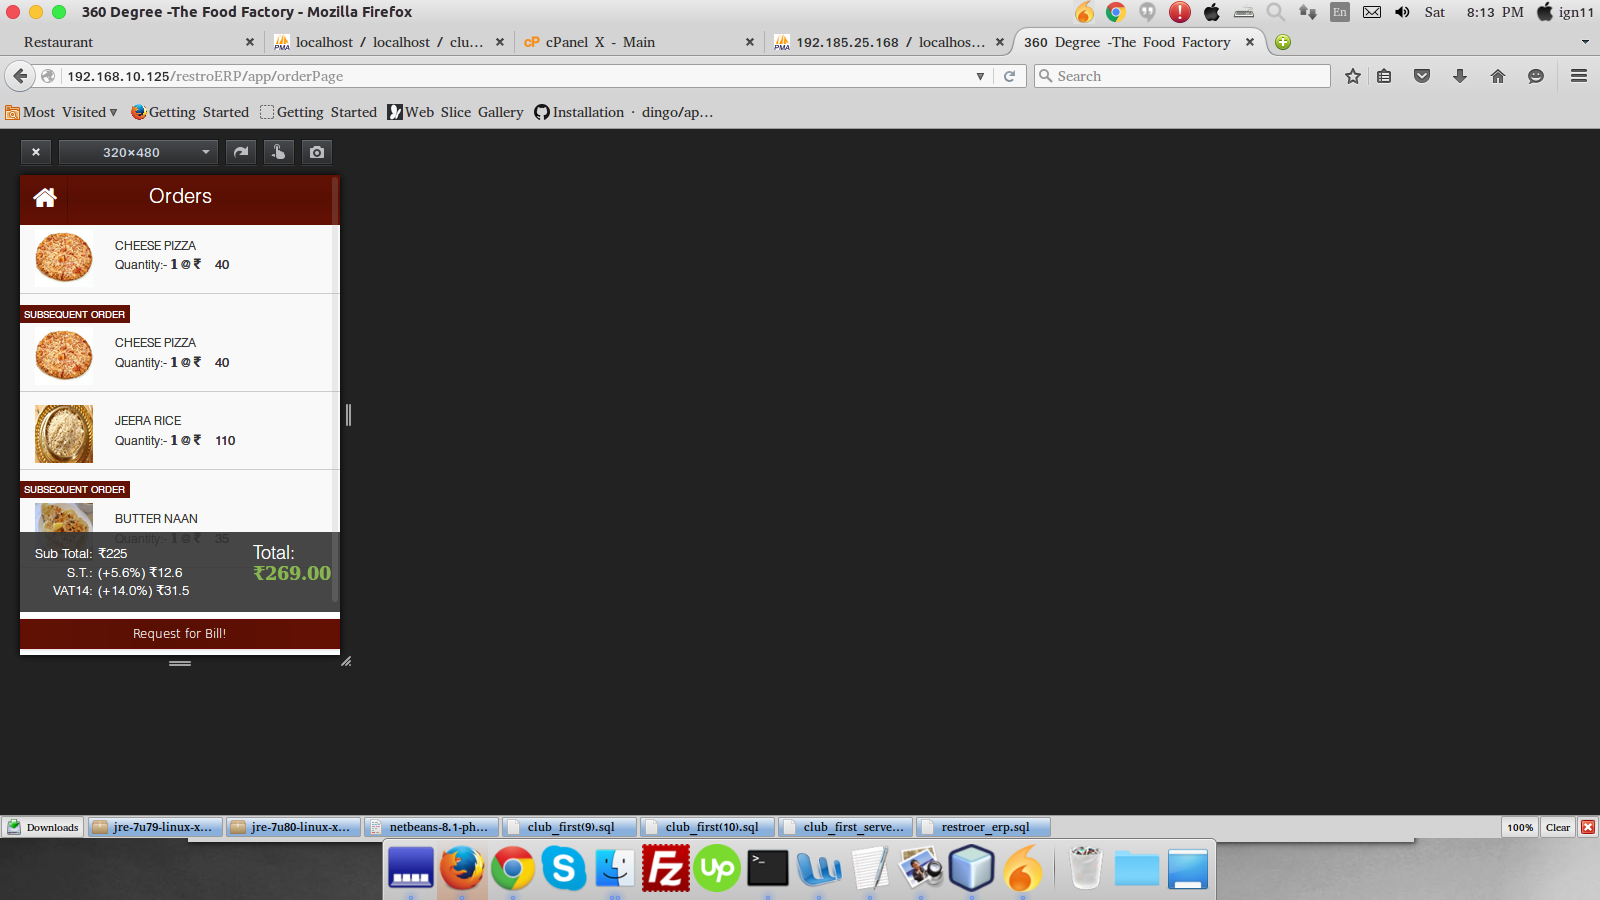 360 Degree -The Food Factory - Mozilla Firefox
En
Sat 8:13 PM ign11
Restaurant
localhost / localhost / clu...
cP cPanel X - Main
192.185.25.168 / localhos...
360 Degree -The Food Factory
PMA
PMA
192.168.10.125/restroERP/app/orderPage
Search
Most Visited
Getting Started
Getting Started
Web Slice Gallery
Installation · dingo/ap...
320×480
Orders
CHEESE PIZZA
Quantity:- 1 @ ₹ 40
SUBSEQUENT ORDER
CHEESE PIZZA
Quantity:- 1 @ ₹ 40
JEERA RICE
Quantity:- 1 @ ₹ 110
SUBSEQUENT ORDER
BUTTER NAAN
Quantity:- 1 @ ₹ 35
Sub Total: ₹225
S.T.: (+5.6%) ₹12.6
VAT14: (+14.0%) ₹31.5
Total:
₹269.00
Request for Bill!
Downloads
jre-7u79-linux-x...
jre-7u80-linux-x...
netbeans-8.1-ph...
club_first(9).sql
club_first(10).sql
club_first_serve...
restroer_erp.sql
100%
Clear
S
Fz
up
>_
W